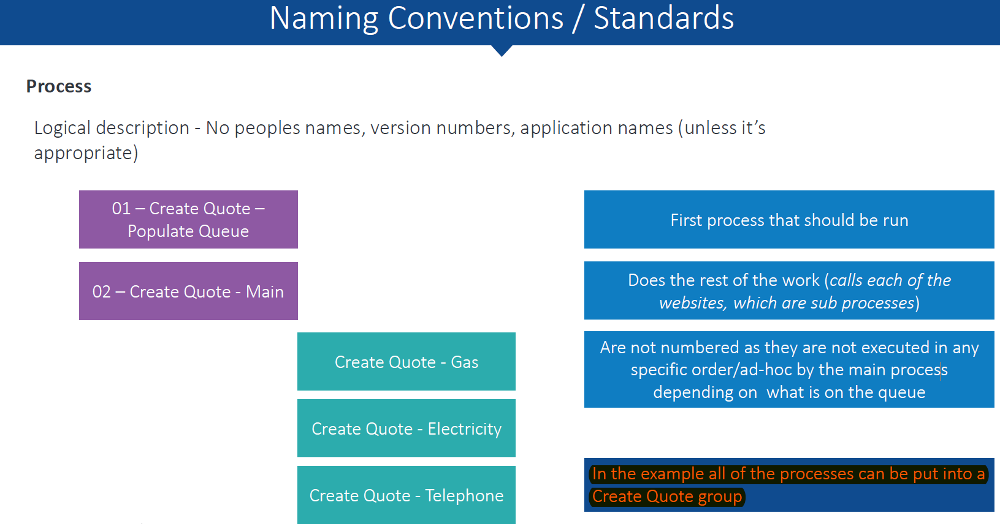 Naming Conventions / Standards
Process
Logical description - No peoples names, version numbers, application names (unless it’s
appropriate)
01 – Create Quote –
Populate Queue
First process that should be run
02 – Create Quote - Main
Does the rest of the work (calls each of the
websites, which are sub processes)
Create Quote - Gas
Are not numbered as they are not executed in any
specific order/ad-hoc by the main process
depending on  what is on the queue
Create Quote - Electricity
Create Quote - Telephone
In the example all of the processes can be put into a
Create Quote group